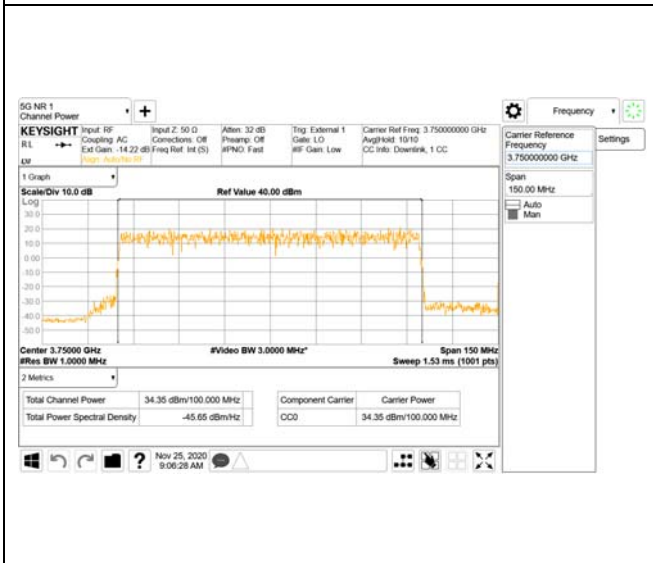 5G NR 1
Channel Power
+
Frequency
KEYSIGHT
RL
Input: RF
Coupling: AC
Ext Gain: -14.22 dB
Align: Auto/No RF
Input Z: 50 Ω
Corrections: Off
Freq Ref: Int (S)
Atten: 32 dB
Preamp: Off
#PNO: Fast
Trig: External 1
Gate: LO
#IF Gain: Low
Carrier Ref Freq: 3.750000000 GHz
Avg|Hold: 10/10
CC Info: Downlink, 1 CC
Carrier Reference
Frequency
3.750000000 GHz
Settings
Span
150.00 MHz
Auto
Man
1 Graph
Scale/Div 10.0 dB
Ref Value 40.00 dBm
Log
30.0
20.0
10.0
0.00
-10.0
-20.0
-30.0
-40.0
-50.0
Center 3.75000 GHz
#Video BW 3.0000 MHz*
Span 150 MHz
#Res BW 1.0000 MHz
Sweep 1.53 ms (1001 pts)
2 Metrics
Total Channel Power
34.35 dBm/100.000 MHz
Total Power Spectral Density
-45.65 dBm/Hz
Component Carrier
Carrier Power
CC0
34.35 dBm/100.000 MHz
?
Nov 25, 2020
9:06:28 AM